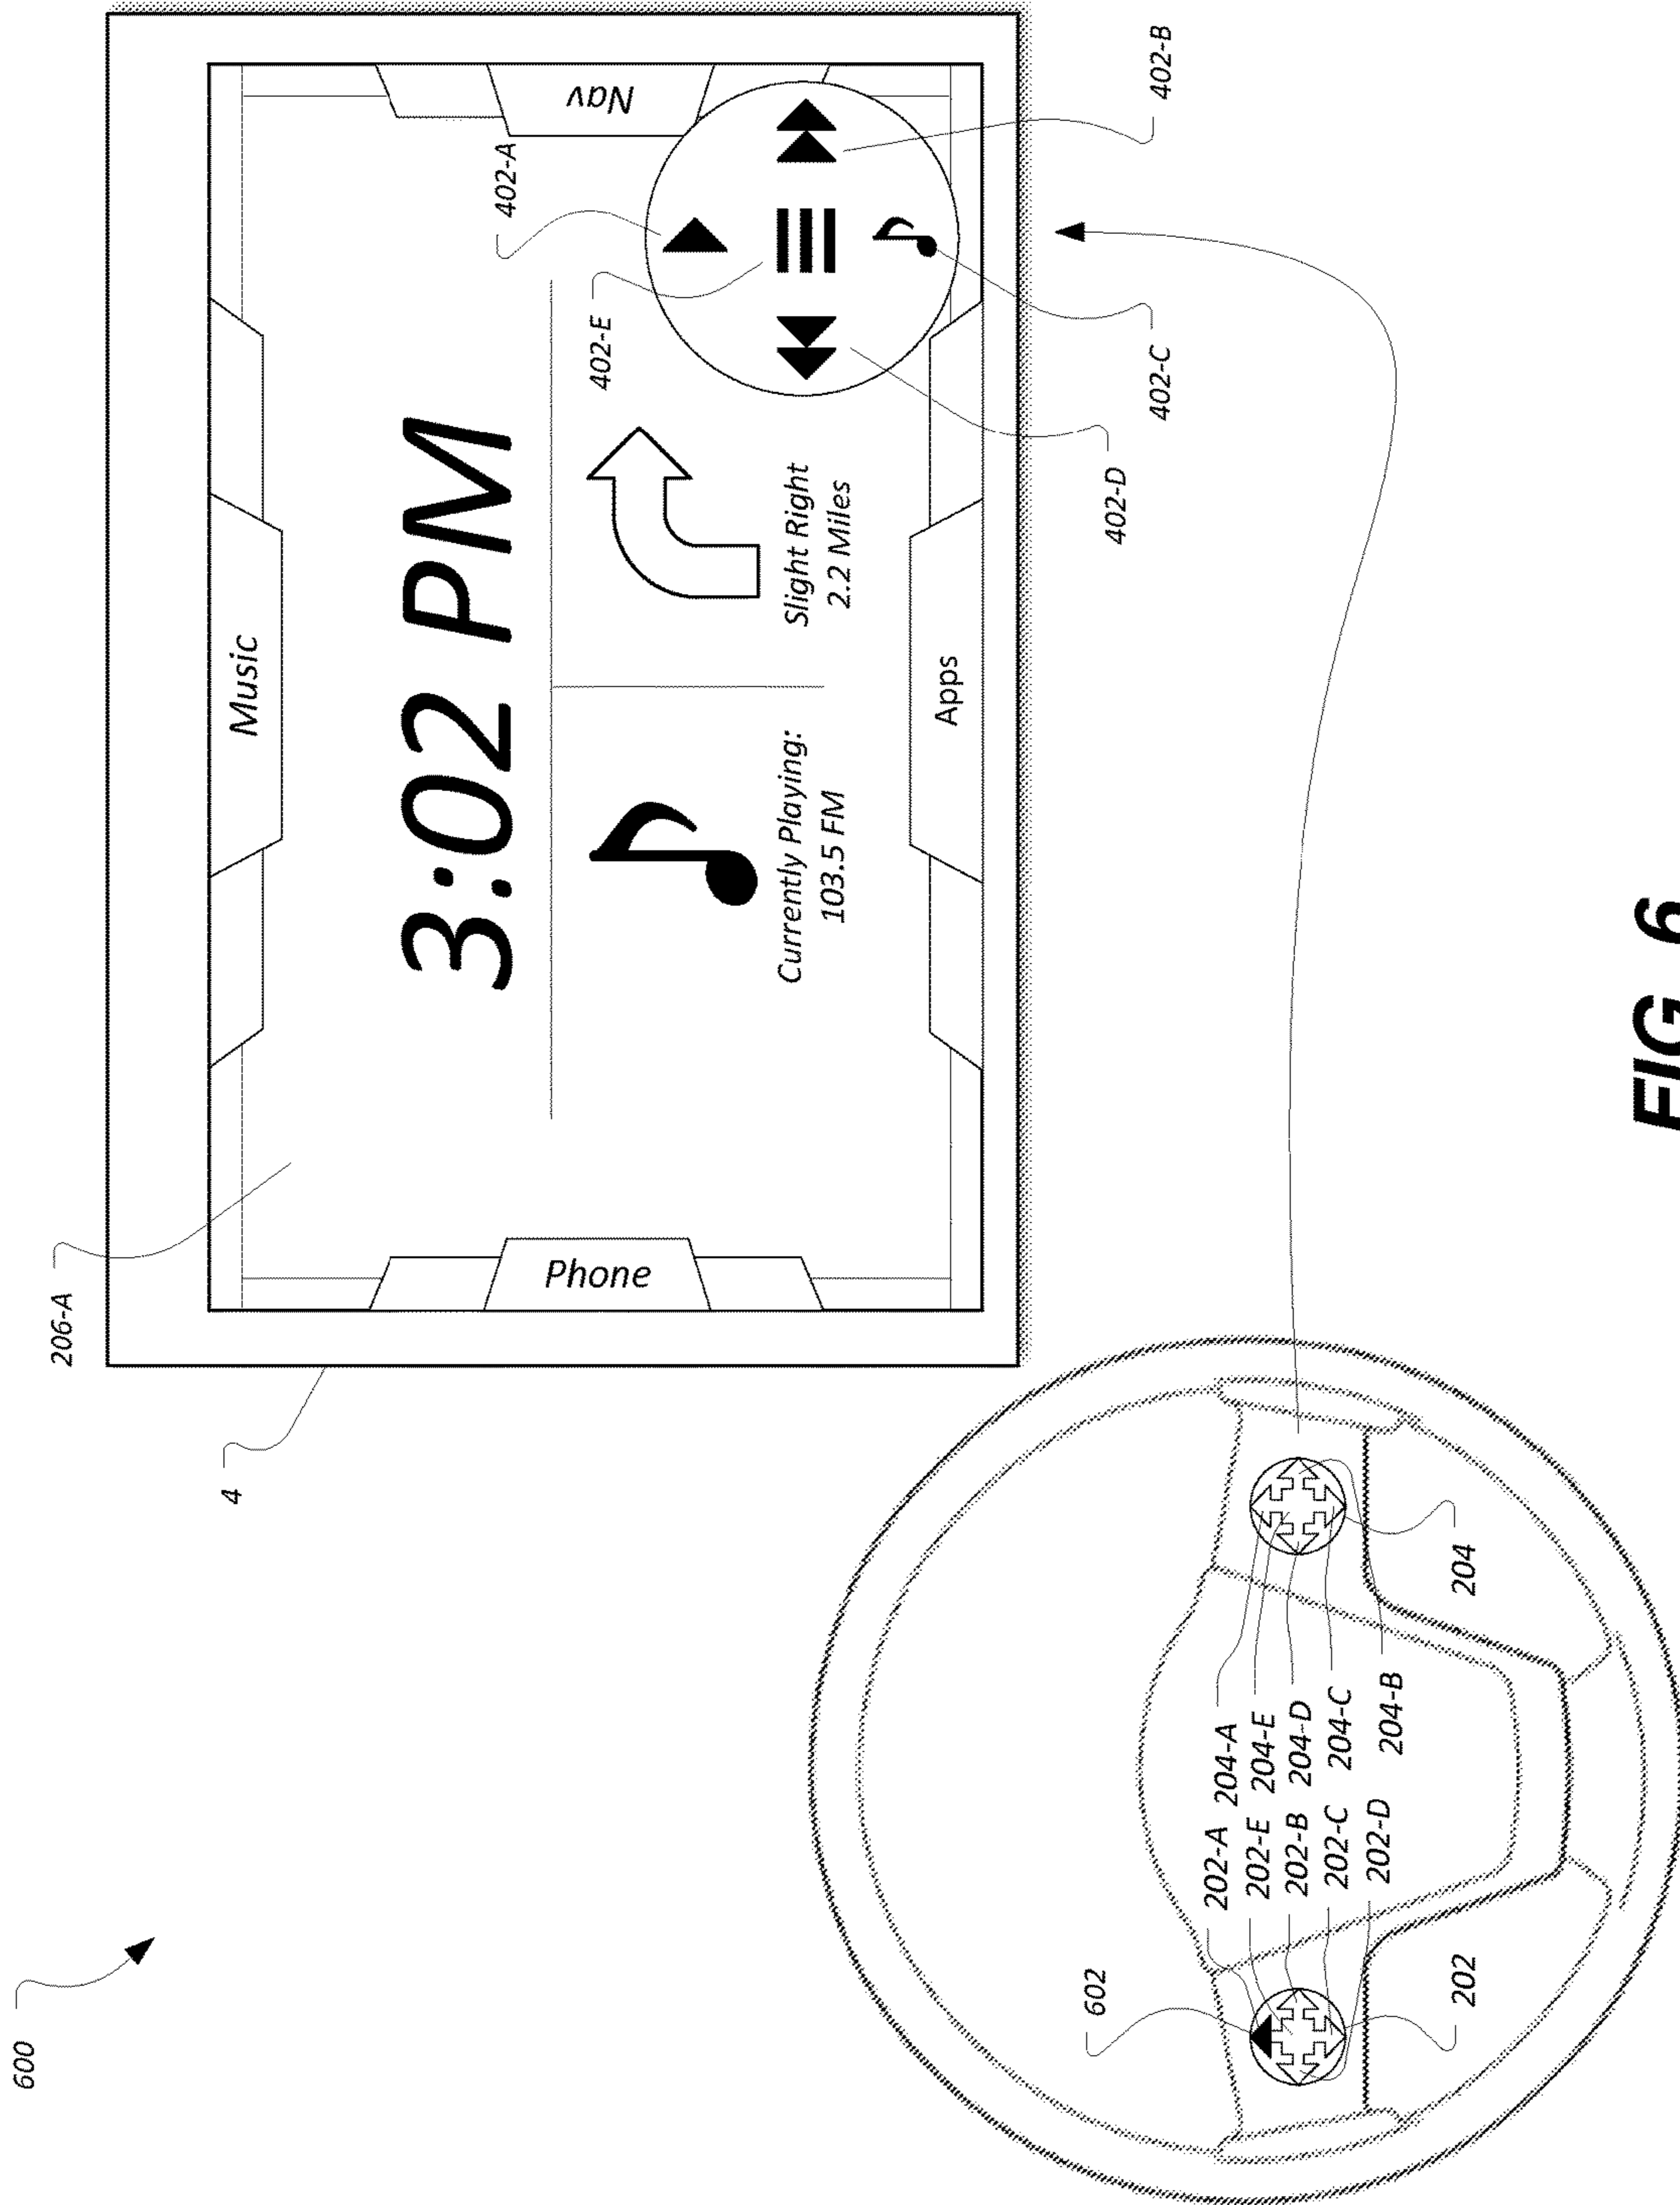 600
4
206-A
Music
Phone
Nav
3:02 PM
Currently Playing:
103.5 FM
Slight Right
2.2 Miles
Apps
402-A
402-E
402-B
402-C
402-D
602
202-A
202-E
202-B
202-C
202-D
204-A
204-E
204-D
204-C
204-B
202
204
FIG. 6